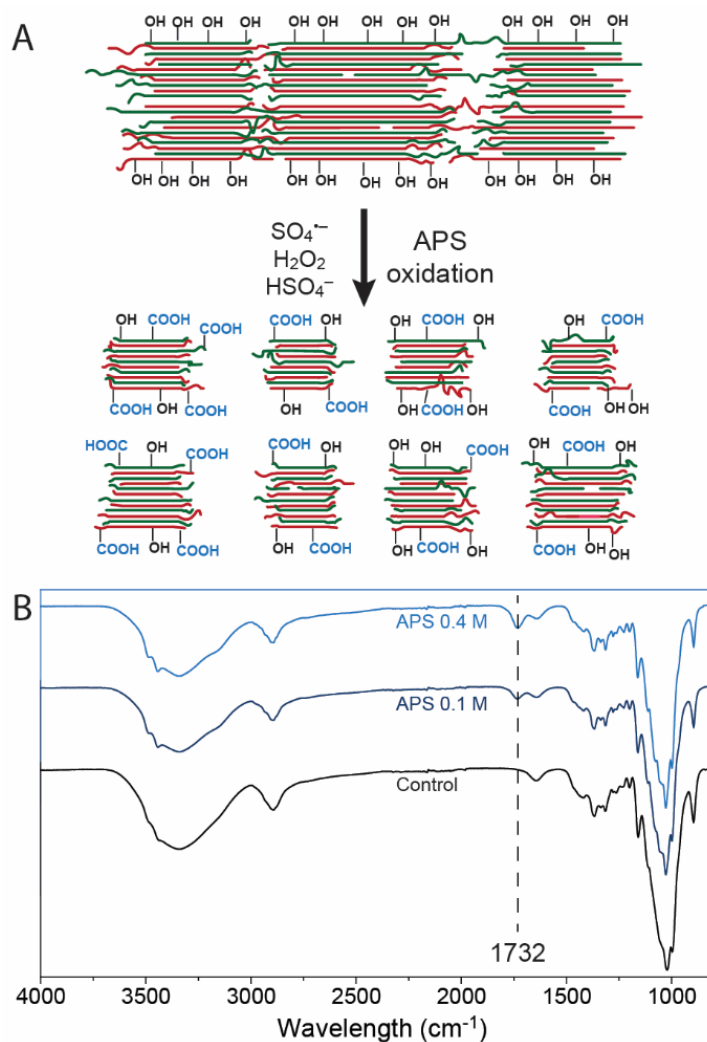 A
OH OH OH OH OH OH OH OH OH OH OH OH OH
OH OH OH OH OH OH OH OH OH OH OH OH OH
SO₄•−
H₂O₂
HSO₄−
APS
oxidation
OH COOH COOH COOH OH OH COOH OH OH COOH
COOH OH COOH OH COOH OH COOH OH COOH OH OH
HOOC OH COOH COOH OH OH COOH OH COOH OH
COOH OH COOH COOH OH COOH OH COOH OH OH
B
APS 0.4 M
APS 0.1 M
Control
1732
4000 3500 3000 2500 2000 1500 1000
Wavelength (cm⁻¹)